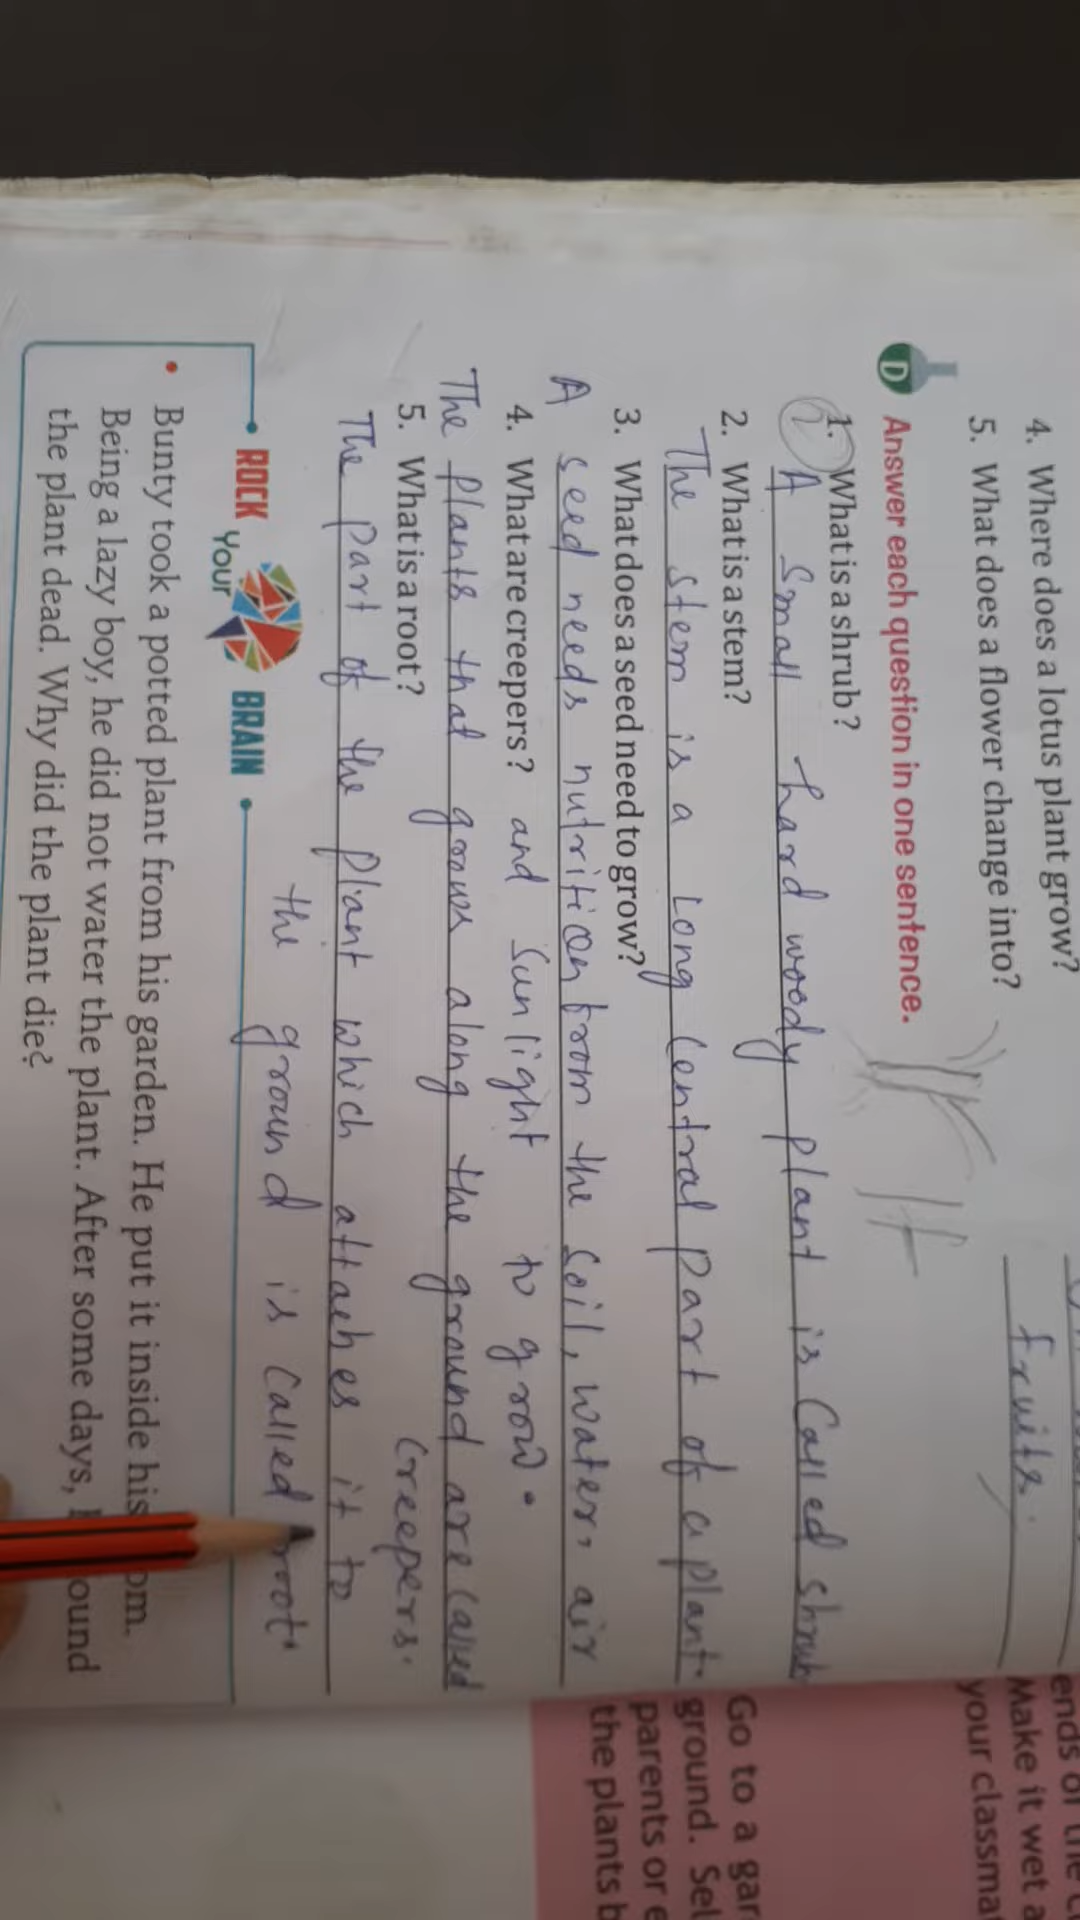 4. Where does a lotus plant grow?
5. What does a flower change into?
fruits.
D Answer each question in one sentence.
1. What is a shrub?
A small hard woody plant is called shrub
2. What is a stem?
The stem is a long central part of a plant.
3. What does a seed need to grow?
A seed needs nutrition from the soil, water, air
and sunlight to grow.
4. What are creepers?
The plants that grows along the ground are called
creepers.
5. What is a root?
The part of the plant which attaches it to
the ground is called root.
ROCK your BRAIN
• Bunty took a potted plant from his garden. He put it inside his
Being a lazy boy, he did not water the plant. After some days,
the plant dead. Why did the plant die?
ends of the
Make it wet a
your classma
Go to a gar
ground. Sel
parents or e
the plants b